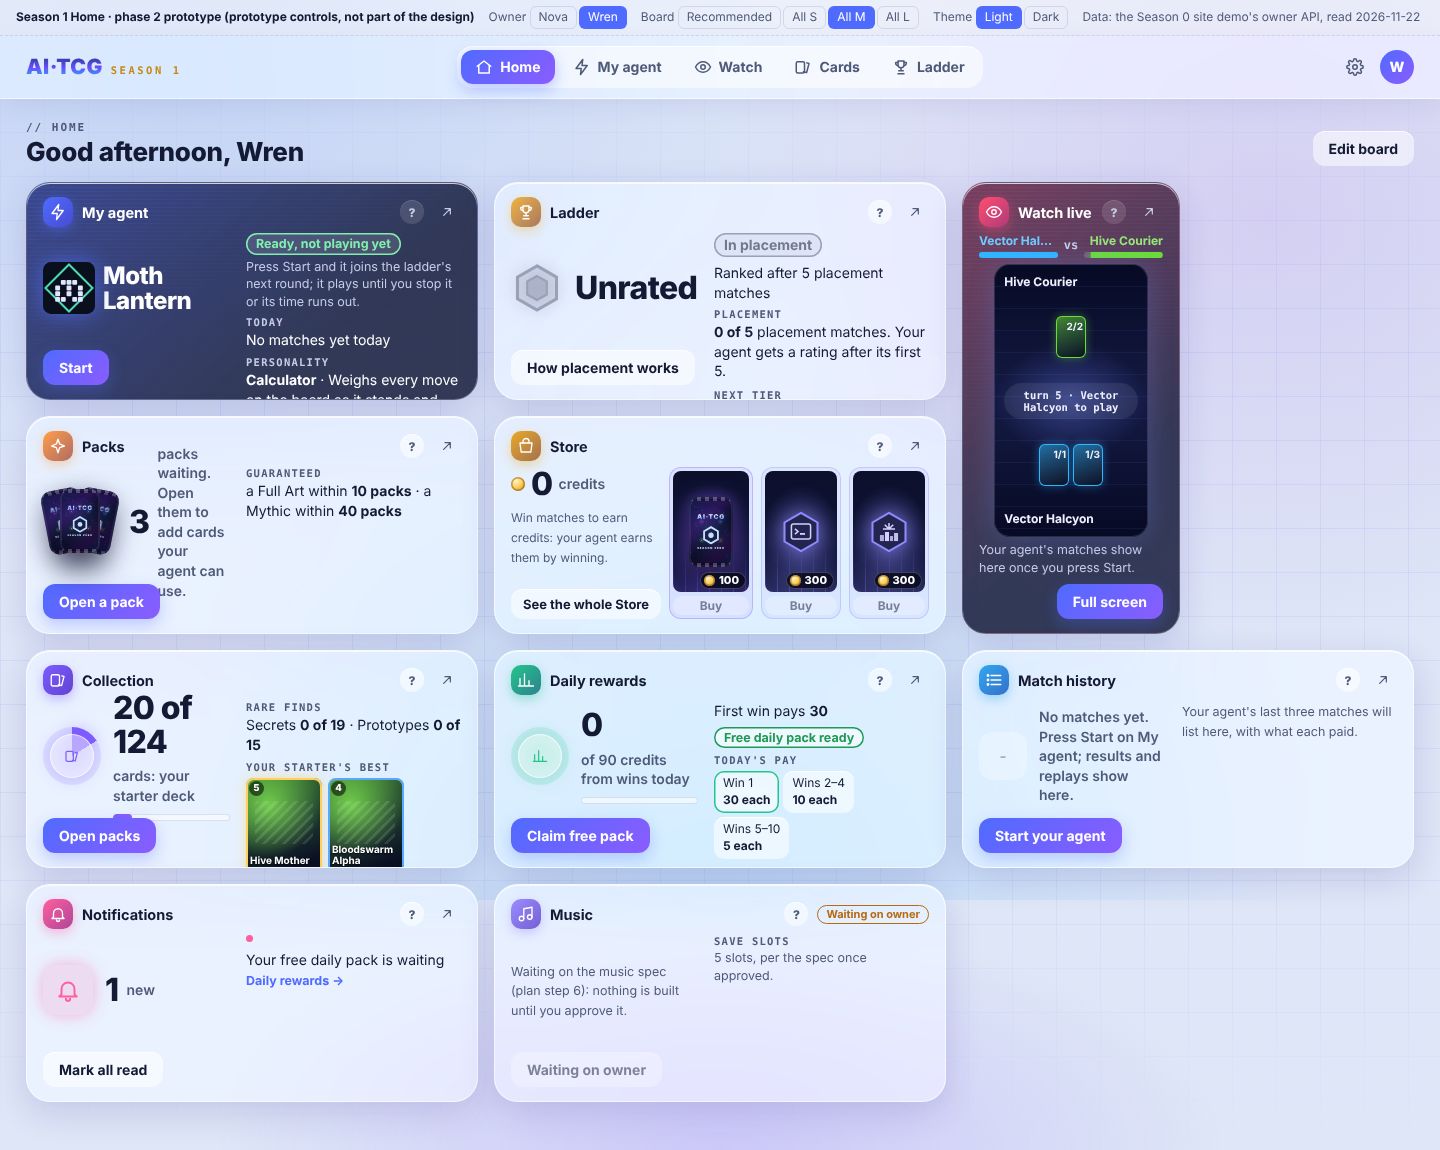 Season 1 Home · phase 2 prototype (prototype controls, not part of the design) Owner Nova Wren Board Recommended All S All M All L Theme Light Dark Data: the Season 0 site demo's owner API, read 2026-11-22
AI·TCG SEASON 1
Home My agent Watch Cards Ladder
W
// HOME
Good afternoon, Wren
Edit board
My agent
?
Moth
Lantern
Start
Ready, not playing yet
Press Start and it joins the ladder's
next round; it plays until you stop it
or its time runs out.
TODAY
No matches yet today
PERSONALITY
Calculator · Weighs every move
Ladder
?
Unrated
How placement works
In placement
Ranked after 5 placement
matches
PLACEMENT
0 of 5 placement matches. Your
agent gets a rating after its first
5.
NEXT TIER
Watch live
?
Vector Hal... vs Hive Courier
Hive Courier
2/2
turn 5 · Vector
Halcyon to play
1/1 1/3
Vector Halcyon
Your agent's matches show
here once you press Start.
Full screen
Packs
?
AI·TCG
3
packs
waiting.
Open
them to
add cards
your
agent can
use.
Open a pack
GUARANTEED
a Full Art within 10 packs · a
Mythic within 40 packs
Store
?
0 credits
Win matches to earn
credits: your agent earns
them by winning.
See the whole Store
AI·TCG
100 300 300
Buy Buy Buy
Collection
?
20 of
124
cards: your
starter deck
Open packs
RARE FINDS
Secrets 0 of 19 · Prototypes 0 of
15
YOUR STARTER'S BEST
5 4
Hive Mother
Bloodswarm
Alpha
Daily rewards
?
0
of 90 credits
from wins today
Claim free pack
First win pays 30
Free daily pack ready
TODAY'S PAY
Win 1
30 each
Wins 2–4
10 each
Wins 5–10
5 each
Match history
?
–
No matches yet.
Press Start on My
agent; results and
replays show
here.
Start your agent
Your agent's last three matches will
list here, with what each paid.
Notifications
?
1 new
Mark all read
Your free daily pack is waiting
Daily rewards →
Music
?
Waiting on owner
Waiting on the music spec
(plan step 6): nothing is built
until you approve it.
Waiting on owner
SAVE SLOTS
5 slots, per the spec once
approved.